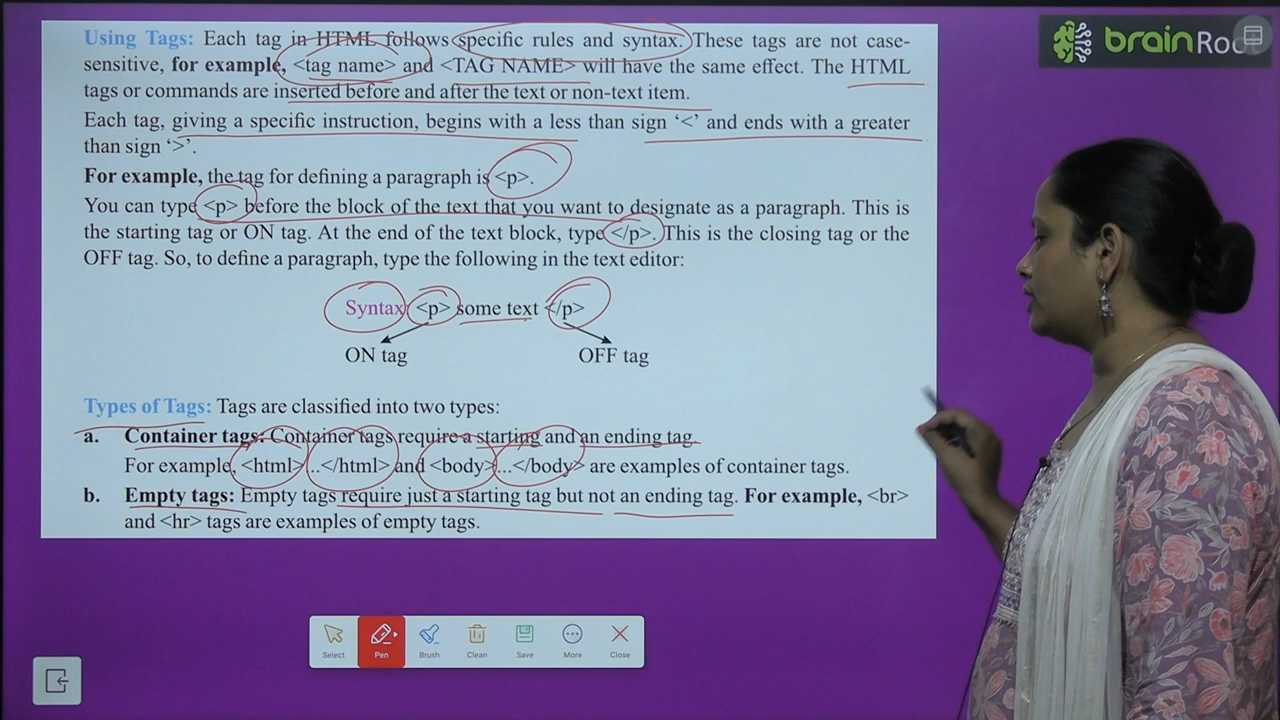 Using Tags: Each tag in HTML follows specific rules and syntax. These tags are not case-
sensitive, for example, <tag name> and <TAG NAME> will have the same effect. The HTML
tags or commands are inserted before and after the text or non-text item.
Each tag, giving a specific instruction, begins with a less than sign ‘<’ and ends with a greater
than sign ‘>’.
For example, the tag for defining a paragraph is <p>.
You can type <p> before the block of the text that you want to designate as a paragraph. This is
the starting tag or ON tag. At the end of the text block, type </p>. This is the closing tag or the
OFF tag. So, to define a paragraph, type the following in the text editor:
Syntax: <p> some text </p>
ON tag OFF tag
Types of Tags: Tags are classified into two types:
a. Container tags: Container tags require a starting and an ending tag.
For example, <html>...</html> and <body>...</body> are examples of container tags.
b. Empty tags: Empty tags require just a starting tag but not an ending tag. For example, <br>
and <hr> tags are examples of empty tags.
brain
Select Pen Brush Clean Save More Close